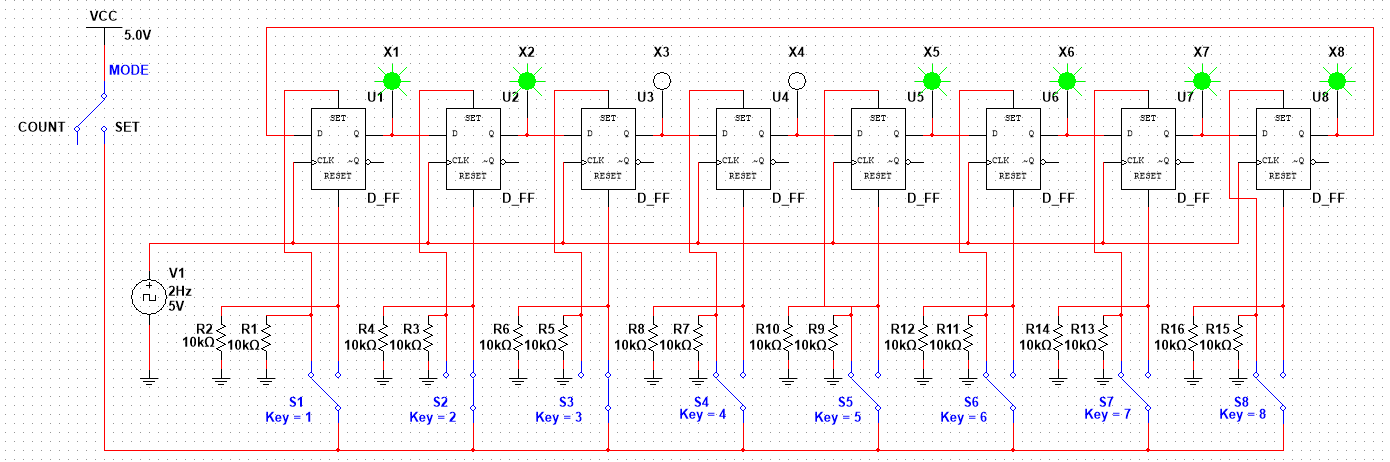 VCC
5.0V
MODE
COUNT SET
X1 X2 X3 X4 X5 X6 X7 X8
U1 U2 U3 U4 U5 U6 U7 U8
SET SET SET SET SET SET SET SET
D Q D Q D Q D Q D Q D Q D Q D Q
CLK ~Q CLK ~Q CLK ~Q CLK ~Q CLK ~Q CLK ~Q CLK ~Q CLK ~Q
RESET RESET RESET RESET RESET RESET RESET RESET
D_FF D_FF D_FF D_FF D_FF D_FF D_FF D_FF
V1
2Hz
5V
R2 R1 R4 R3 R6 R5 R8 R7 R10 R9 R12 R11 R14 R13 R16 R15
10kΩ 10kΩ 10kΩ 10kΩ 10kΩ 10kΩ 10kΩ 10kΩ 10kΩ 10kΩ 10kΩ 10kΩ 10kΩ 10kΩ 10kΩ 10kΩ
S1 S2 S3 S4 S5 S6 S7 S8
Key = 1 Key = 2 Key = 3 Key = 4 Key = 5 Key = 6 Key = 7 Key = 8